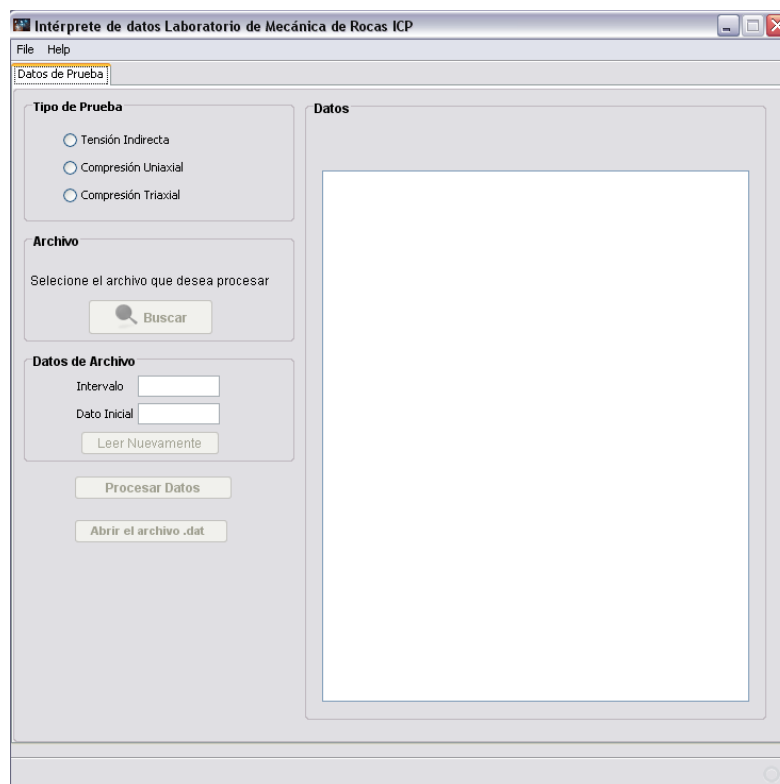 Intérprete de datos Laboratorio de Mecánica de Rocas ICP
File Help
Datos de Prueba
Tipo de Prueba
Tensión Indirecta
Compresión Uniaxial
Compresión Triaxial
Archivo
Selecione el archivo que desea procesar
Buscar
Datos de Archivo
Intervalo
Dato Inicial
Leer Nuevamente
Procesar Datos
Abrir el archivo .dat
Datos